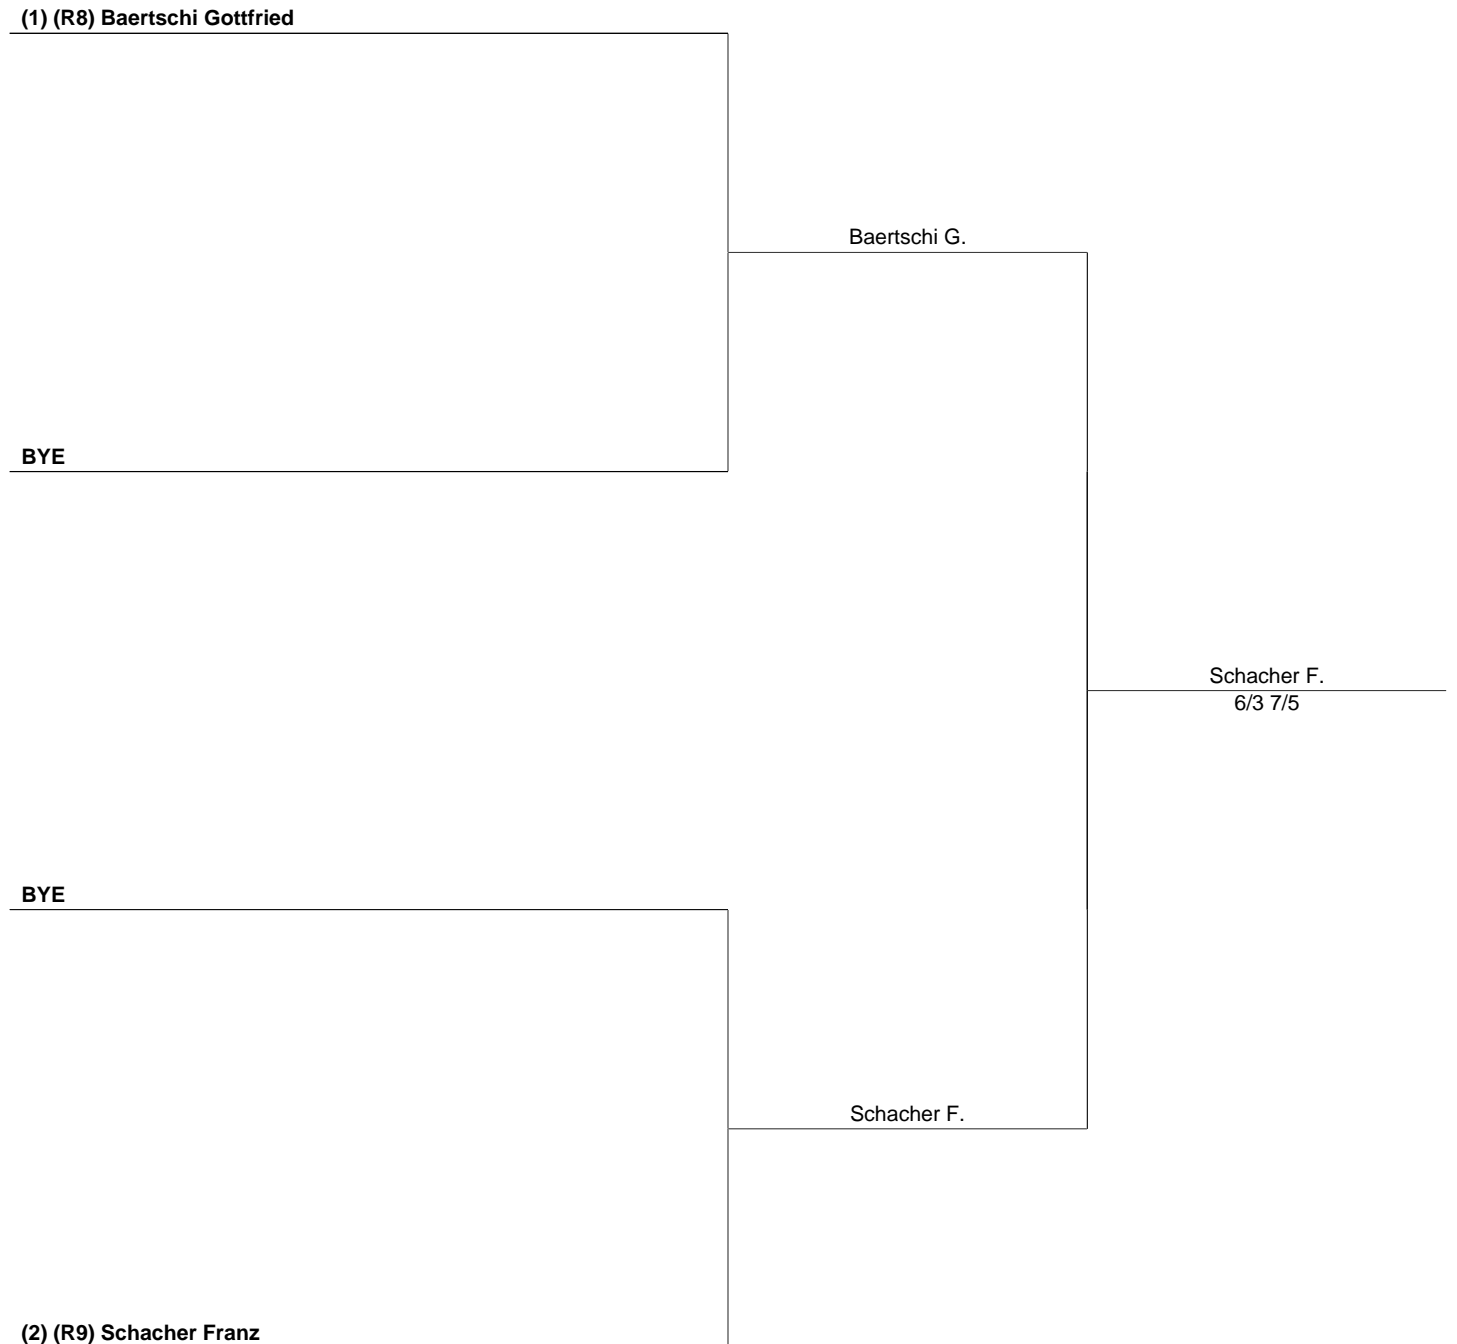 (1) (R8) Baertschi Gottfried
Baertschi G.
BYE
Schacher F.
6/3 7/5
BYE
Schacher F.
(2) (R9) Schacher Franz